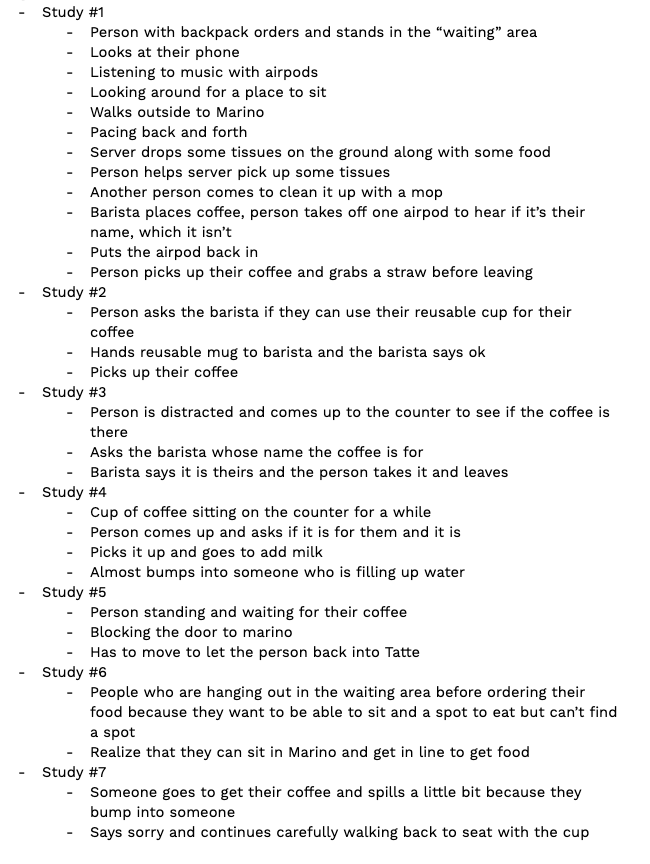 - Study #1
- Person with backpack orders and stands in the “waiting” area
- Looks at their phone
- Listening to music with airpods
- Looking around for a place to sit
- Walks outside to Marino
- Pacing back and forth
- Server drops some tissues on the ground along with some food
- Person helps server pick up some tissues
- Another person comes to clean it up with a mop
- Barista places coffee, person takes off one airpod to hear if it’s their
name, which it isn’t
- Puts the airpod back in
- Person picks up their coffee and grabs a straw before leaving
- Study #2
- Person asks the barista if they can use their reusable cup for their
coffee
- Hands reusable mug to barista and the barista says ok
- Picks up their coffee
- Study #3
- Person is distracted and comes up to the counter to see if the coffee is
there
- Asks the barista whose name the coffee is for
- Barista says it is theirs and the person takes it and leaves
- Study #4
- Cup of coffee sitting on the counter for a while
- Person comes up and asks if it is for them and it is
- Picks it up and goes to add milk
- Almost bumps into someone who is filling up water
- Study #5
- Person standing and waiting for their coffee
- Blocking the door to marino
- Has to move to let the person back into Tatte
- Study #6
- People who are hanging out in the waiting area before ordering their
food because they want to be able to sit and a spot to eat but can’t find
a spot
- Realize that they can sit in Marino and get in line to get food
- Study #7
- Someone goes to get their coffee and spills a little bit because they
bump into someone
- Says sorry and continues carefully walking back to seat with the cup